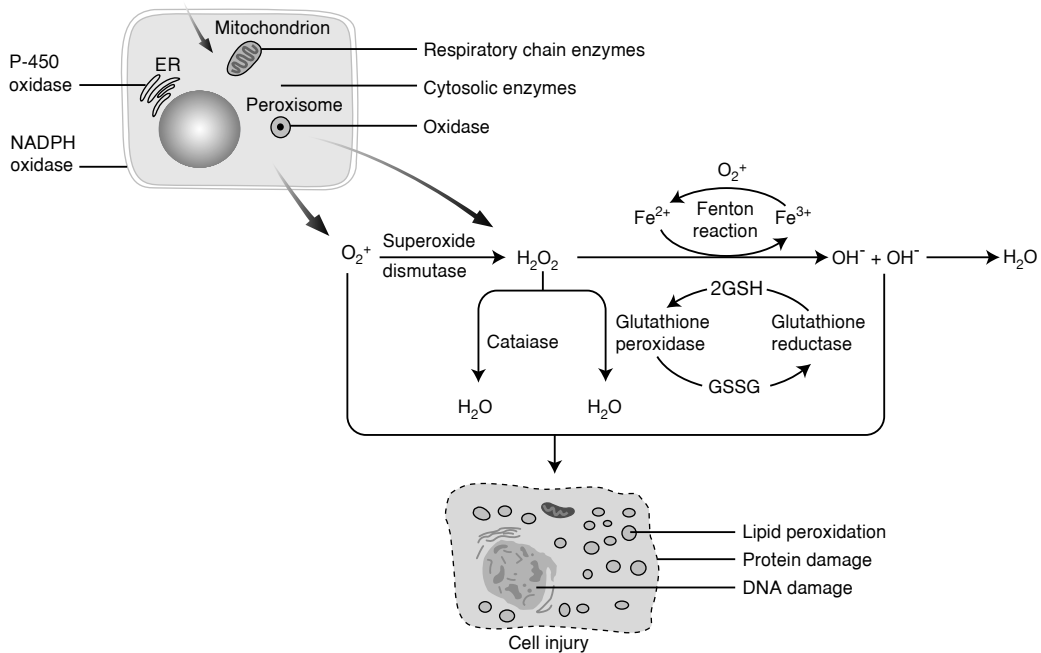 Mitochondrion
Respiratory chain enzymes
P-450
oxidase
ER
Cytosolic enzymes
Peroxisome
Oxidase
NADPH
oxidase
O₂⁺
Fe²⁺
Fenton
reaction
Fe³⁺
O₂⁺
Superoxide
dismutase
H₂O₂
OH⁻ + OH⁻
H₂O
2GSH
Glutathione
peroxidase
Glutathione
reductase
GSSG
Cataiase
H₂O
H₂O
Lipid peroxidation
Protein damage
DNA damage
Cell injury